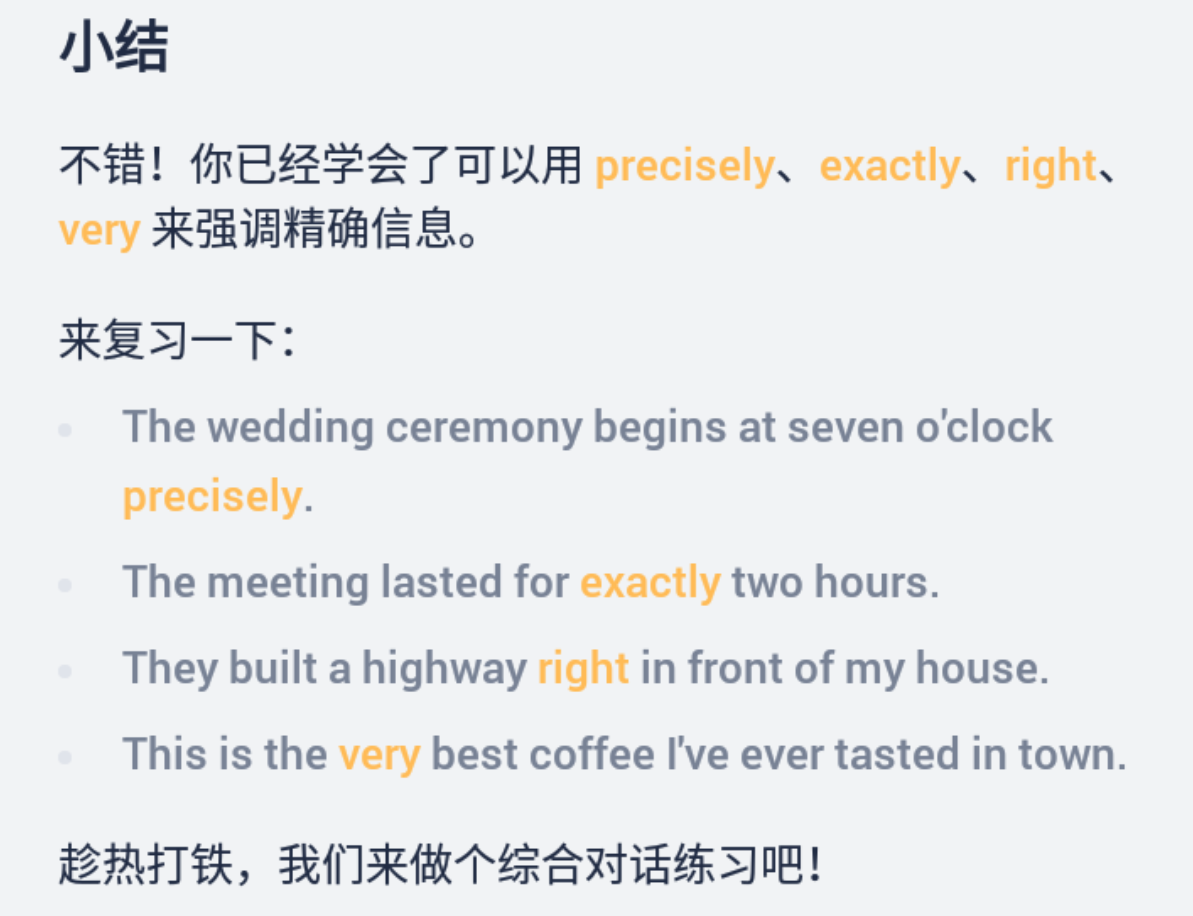 小结
不错！你已经学会了可以用 precisely、exactly、right、
very 来强调精确信息。
来复习一下：
The wedding ceremony begins at seven o'clock
precisely.
The meeting lasted for exactly two hours.
They built a highway right in front of my house.
This is the very best coffee I've ever tasted in town.
趁热打铁，我们来做个综合对话练习吧！